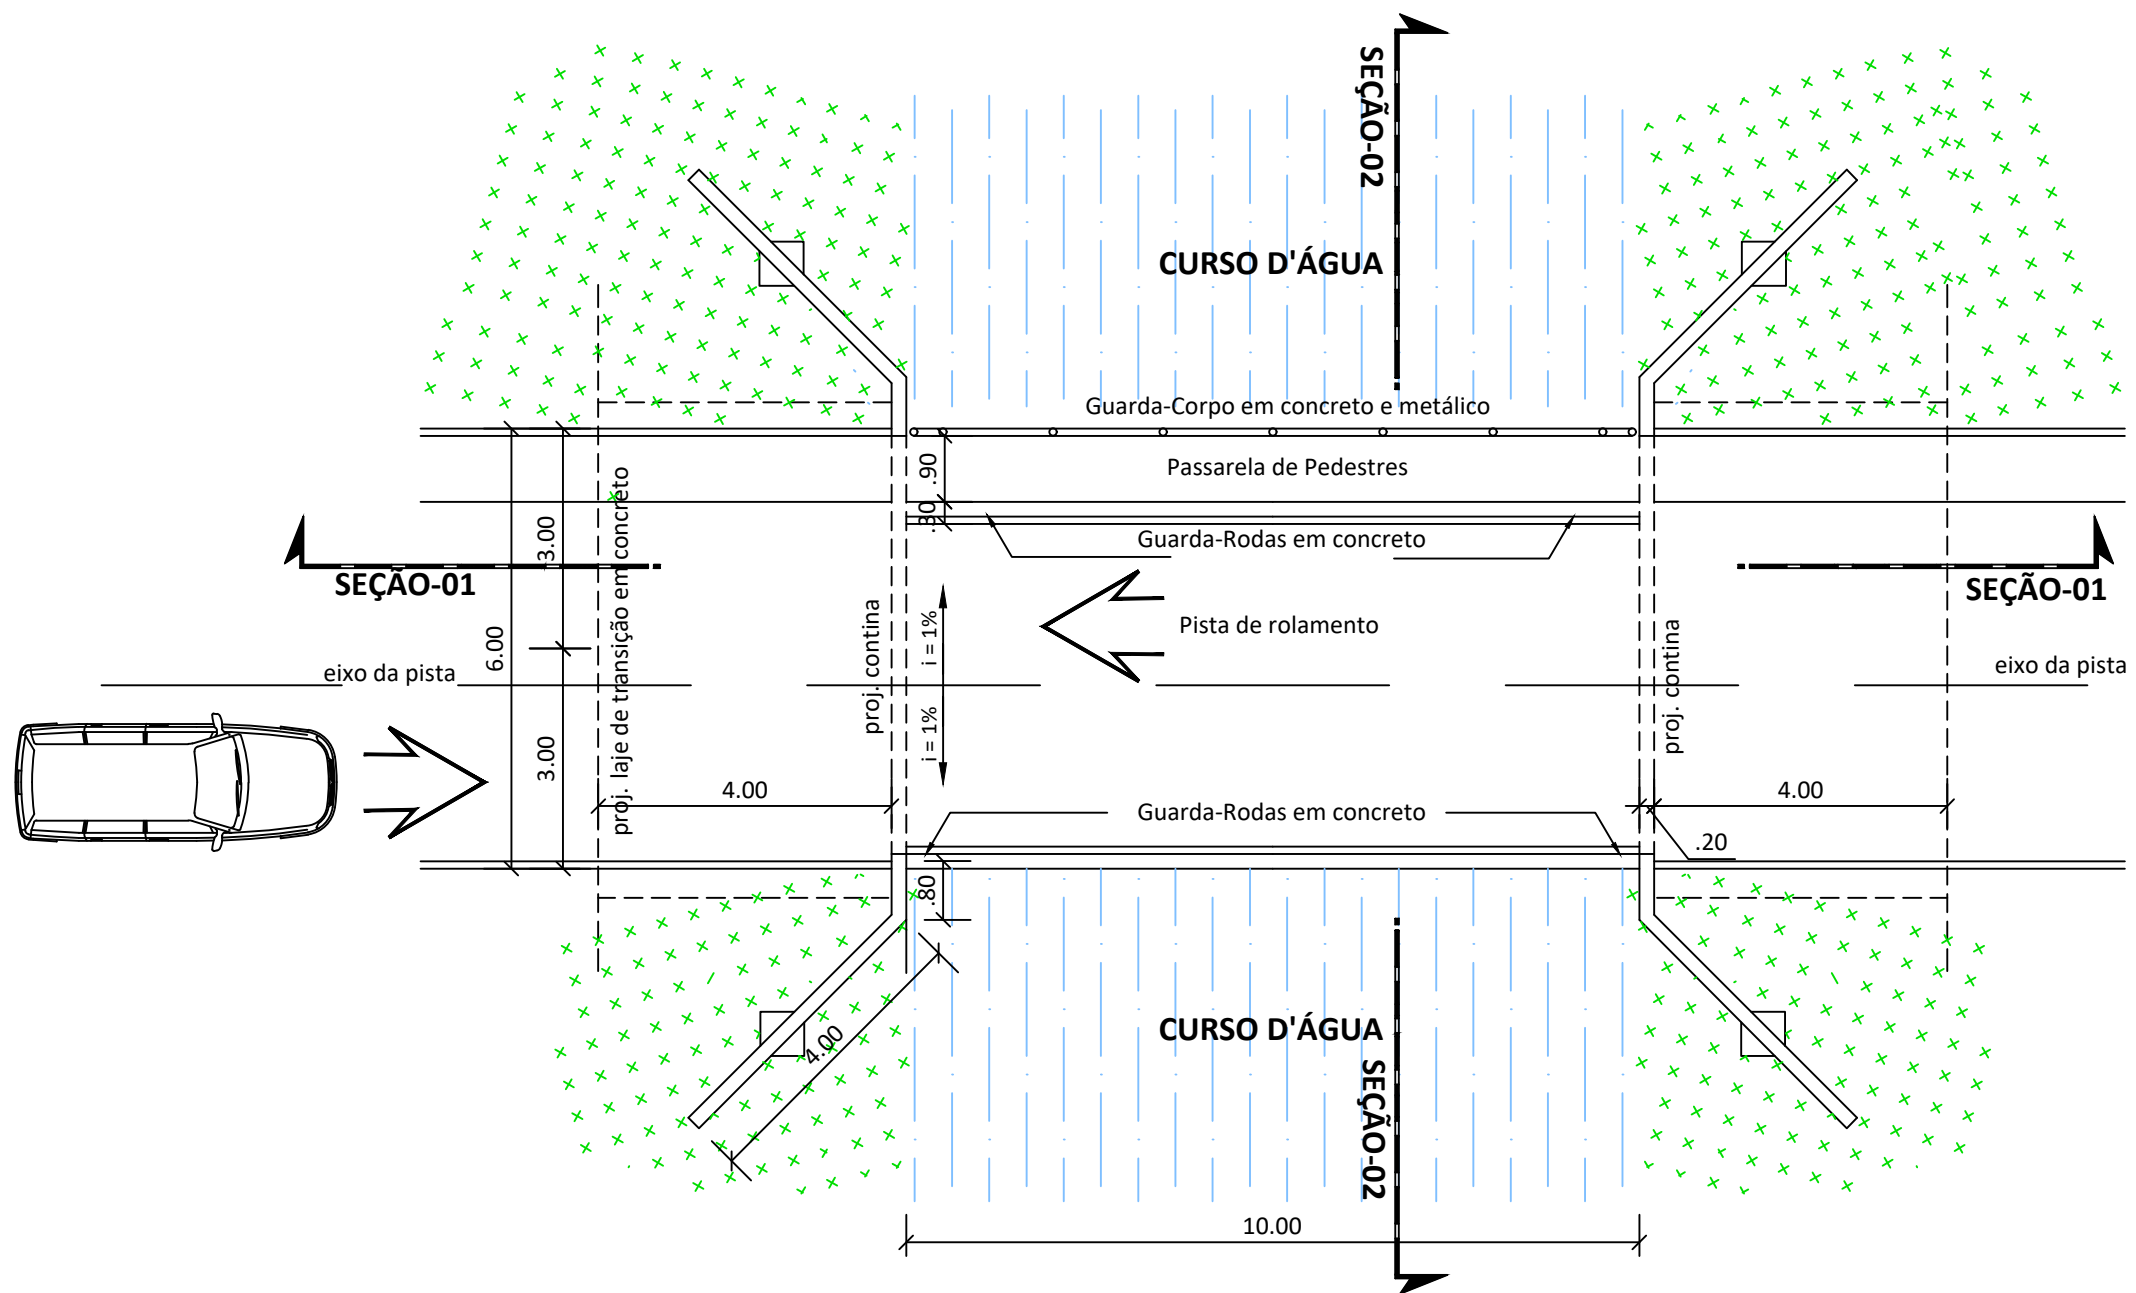 SEÇÃO-02
CURSO D'ÁGUA
Guarda-Corpo em concreto e metálico
.90
Passarela de Pedestres
.30
Guarda-Rodas em concreto
3.00
SEÇÃO-01
SEÇÃO-01
proj. laje de transição em concreto
6.00
proj. contina
i = 1%
Pista de rolamento
proj. contina
eixo da pista
eixo da pista
3.00
i = 1%
4.00
4.00
Guarda-Rodas em concreto
.20
.80
4.00
CURSO D'ÁGUA
SEÇÃO-02
10.00